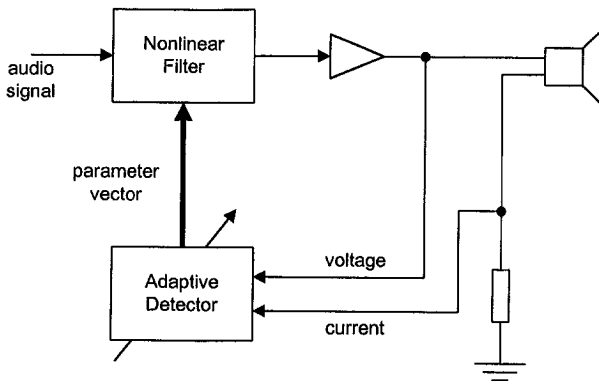 Nonlinear
Filter
audio
signal
parameter
vector
voltage
Adaptive
Detector
current